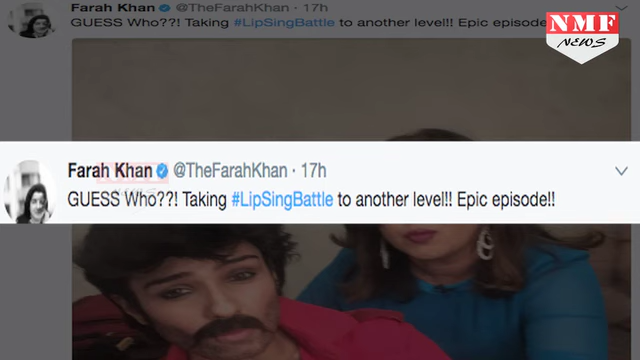 Farah Khan @TheFarahKhan · 17h
GUESS Who??! Taking #LipSingBattle to another level!! Epic episode!!
NMF
NEWS
Farah Khan @TheFarahKhan · 17h
GUESS Who??! Taking #LipSingBattle to another level!! Epic episode!!